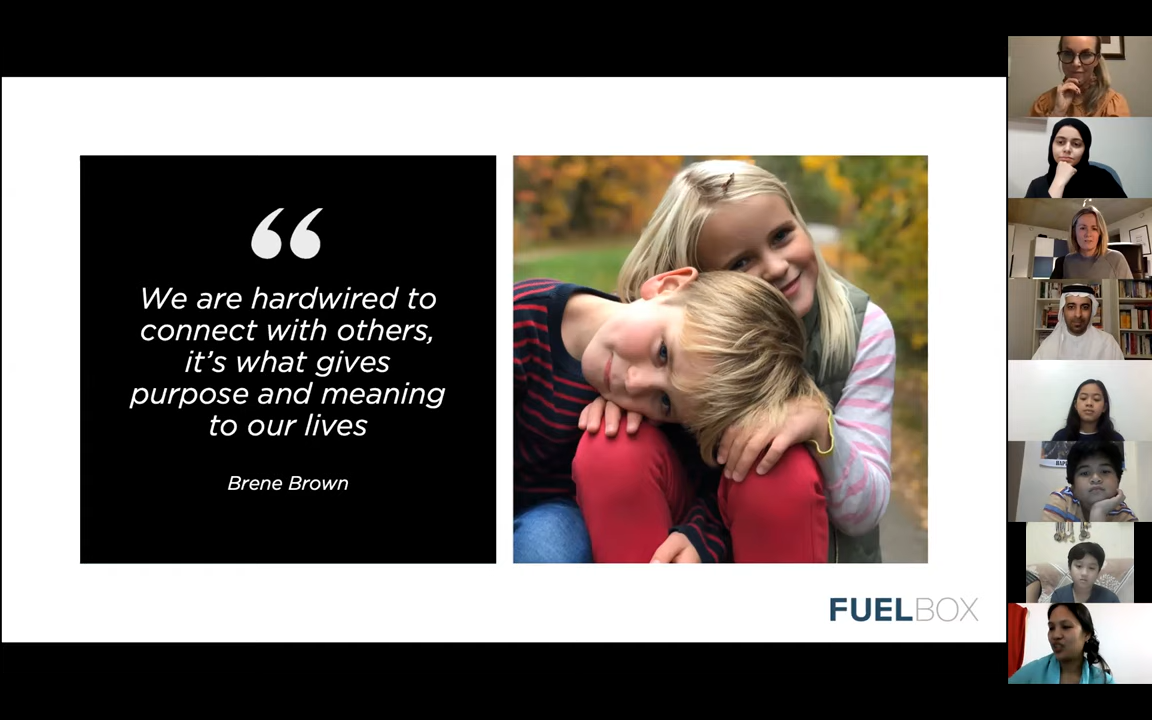 We are hardwired to
connect with others,
it's what gives
purpose and meaning
to our lives
Brene Brown
FUELBOX